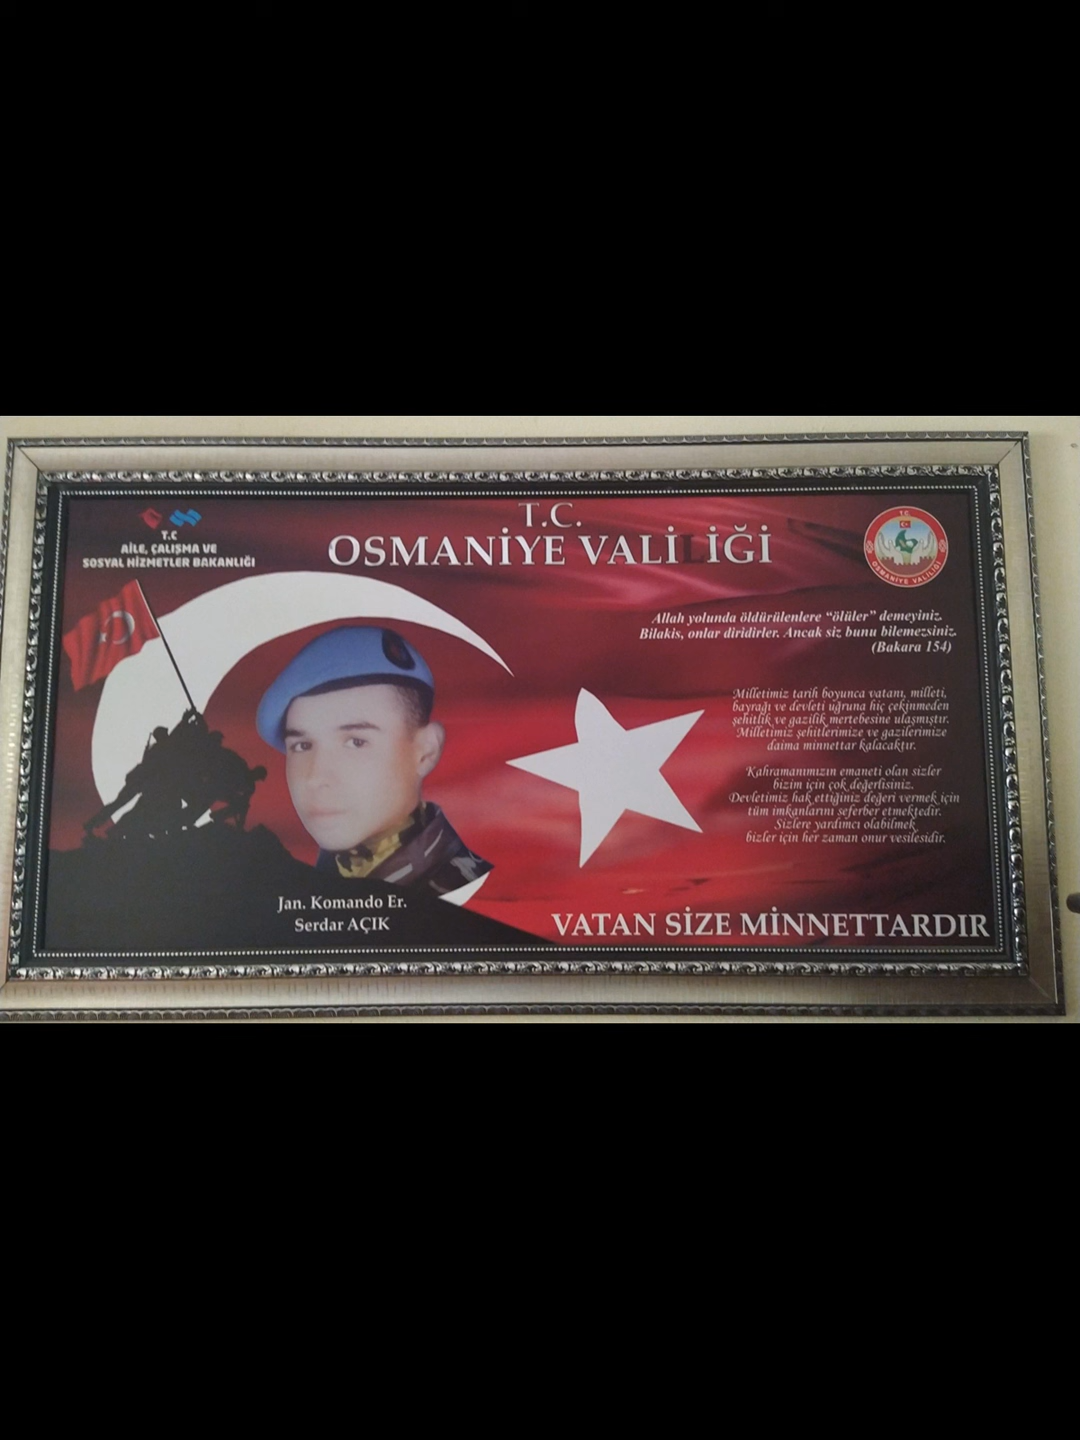 T.C
AİLE, ÇALIŞMA VE
SOSYAL HİZMETLER BAKANLIĞI
T.C.
OSMANİYE VALİLİĞİ
T.C.
OSMANİYE VALİLİĞİ
Allah yolunda öldürülenlere “ölüler” demeyiniz.
Bilakis, onlar diridirler. Ancak siz bunu bilemezsiniz.
(Bakara 154)
Milletimiz tarih boyunca vatanı, milleti,
bayrağı ve devleti uğruna hiç çekinmeden
şehitlik ve gazilik mertebesine ulaşmıştır.
Milletimiz şehitlerimize ve gazilerimize
daima minnettar kalacaktır.
Kahramanımızın emaneti olan sizler
bizim için çok değerlisiniz.
Devletimiz hak ettiğiniz değeri vermek için
tüm imkanlarını seferber etmektedir.
Sizlere yardımcı olabilmek
bizler için her zaman onur vesilesidir.
Jan. Komando Er.
Serdar AÇIK
VATAN SİZE MİNNETTARDIR